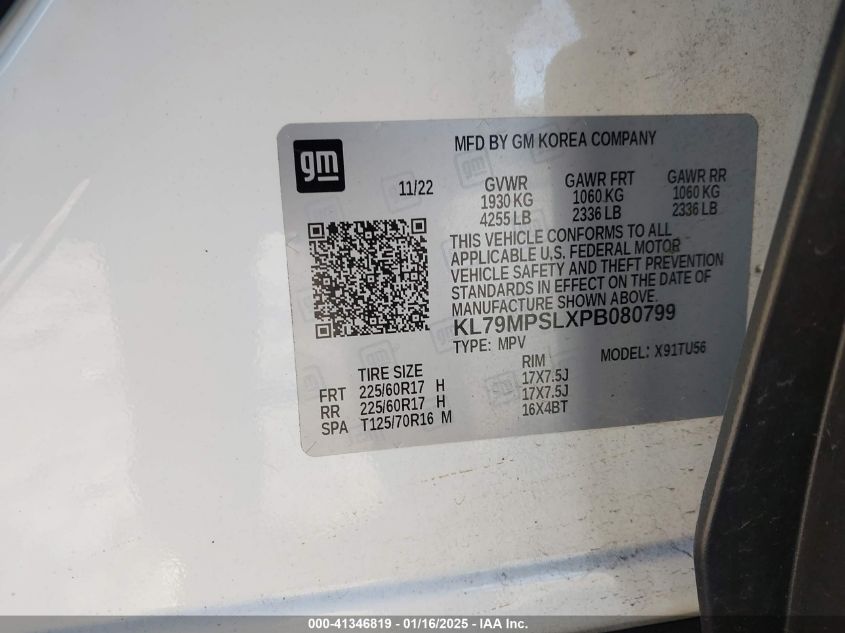 gm
MFD BY GM KOREA COMPANY
11/22
GVWR GAWR FRT GAWR RR
1930 KG 1060 KG 1060 KG
4255 LB 2336 LB 2336 LB
THIS VEHICLE CONFORMS TO ALL
APPLICABLE U.S. FEDERAL MOTOR
VEHICLE SAFETY AND THEFT PREVENTION
STANDARDS IN EFFECT ON THE DATE OF
MANUFACTURE SHOWN ABOVE.
KL79MPSLXPB080799
TYPE: MPV MODEL: X91TU56
TIRE SIZE RIM
FRT 225/60R17 H 17X7.5J
RR 225/60R17 H 17X7.5J
SPA T125/70R16 M 16X4BT
000-41346819 - 01/16/2025 - IAAI Inc.